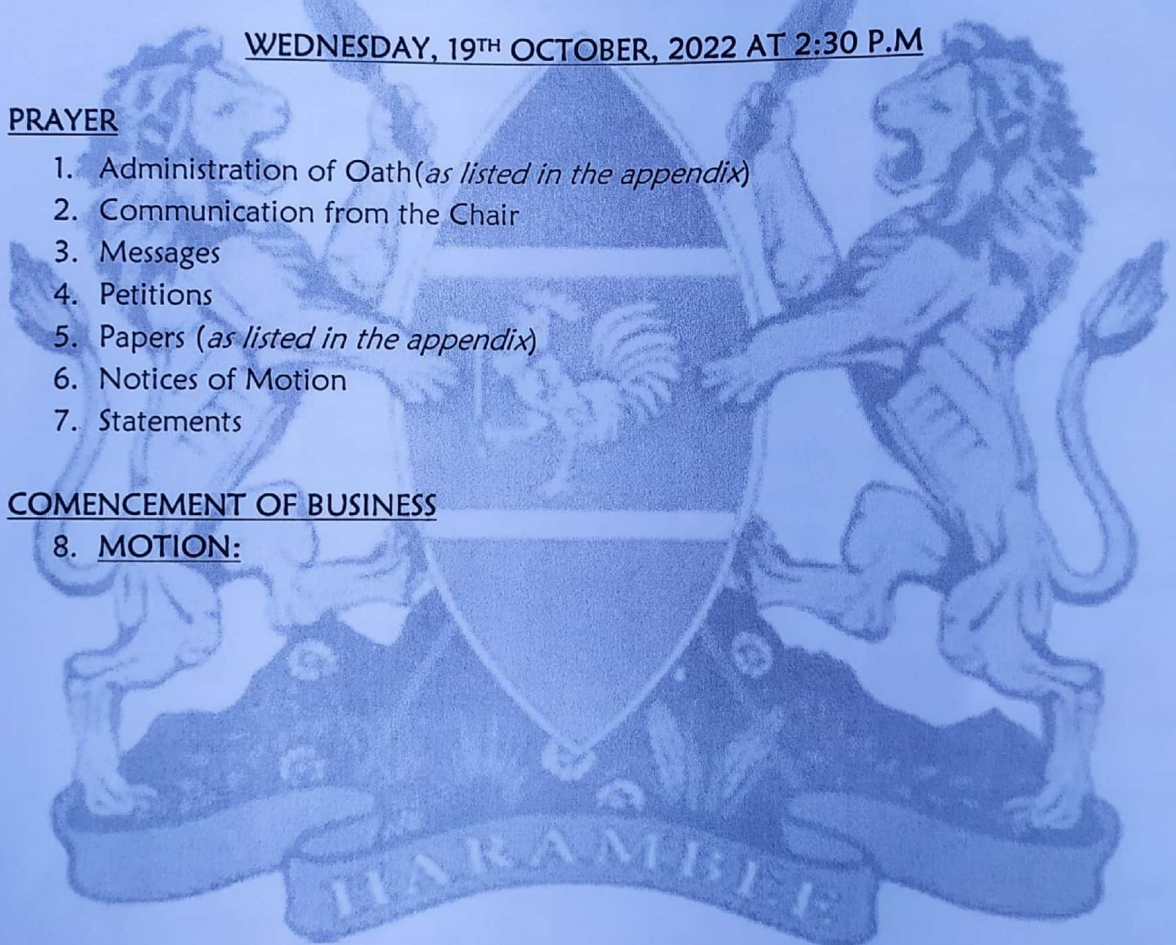 WEDNESDAY, 19TH OCTOBER, 2022 AT 2:30 P.M
PRAYER
1. Administration of Oath(as listed in the appendix)
2. Communication from the Chair
3. Messages
4. Petitions
5. Papers (as listed in the appendix)
6. Notices of Motion
7. Statements
COMENCEMENT OF BUSINESS
8. MOTION:
HARAMBEE